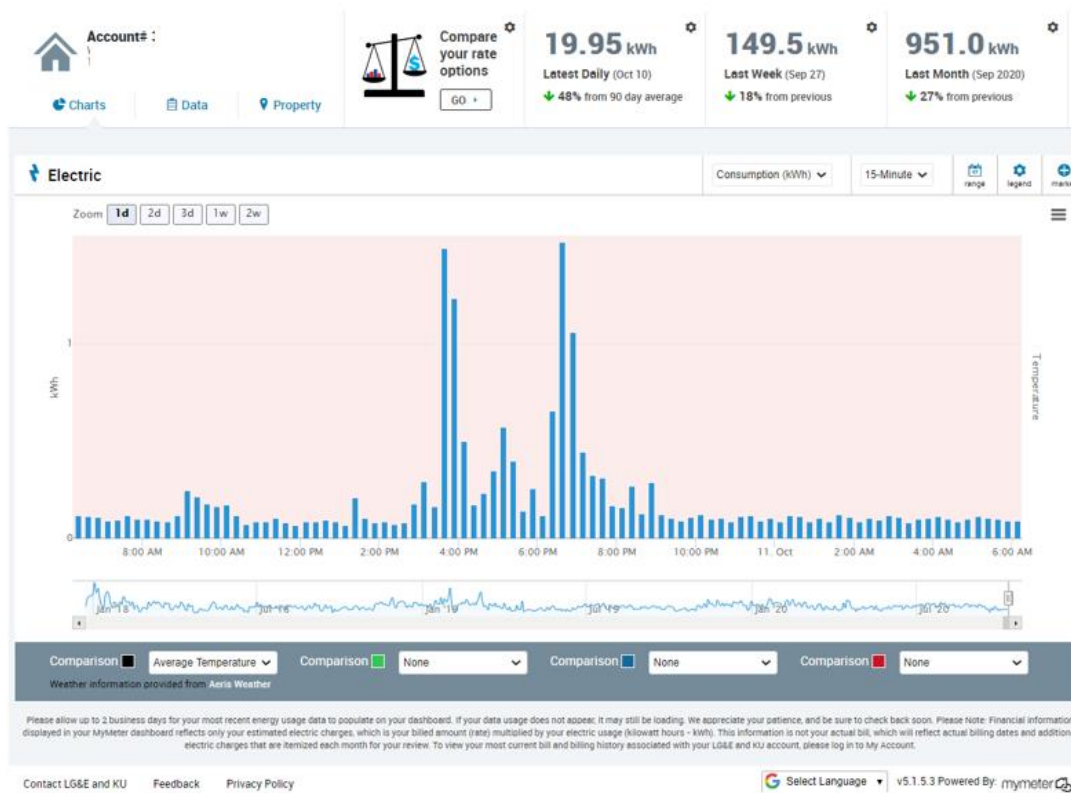 Account# :
Charts
Data
Property
Compare
your rate
options
GO
19.95 kWh
Latest Daily (Oct 10)
48% from 90 day average
149.5 kWh
Last Week (Sep 27)
18% from previous
951.0 kWh
Last Month (Sep 2020)
27% from previous
Electric
Consumption (kWh)
15-Minute
range
legend
mark
Zoom 1d 2d 3d 1w 2w
1
kWh
0
Temperature
8:00 AM 10:00 AM 12:00 PM 2:00 PM 4:00 PM 6:00 PM 8:00 PM 10:00 PM 11. Oct 2:00 AM 4:00 AM 6:00 AM
Jan '18 Jul '18 Jan '19 Jul '19 Jan '20 Jul '20
Comparison Average Temperature Comparison None Comparison None Comparison None
Weather information provided from Aeris Weather
Please allow up to 2 business days for your most recent energy usage data to populate on your dashboard. If your data usage does not appear, it may still be loading. We appreciate your patience, and be sure to check back soon. Please Note: Financial information
displayed in your MyMeter dashboard reflects only your estimated electric charges, which is your billed amount (rate) multiplied by your electric usage (kilowatt hours - kWh). This information is not your actual bill, which will reflect actual billing dates and addition
electric charges that are itemized each month for your review. To view your most current bill and billing history associated with your LG&E and KU account, please log in to My Account.
Contact LG&E and KU Feedback Privacy Policy
G Select Language v5.1.5.3 Powered By: mymeter